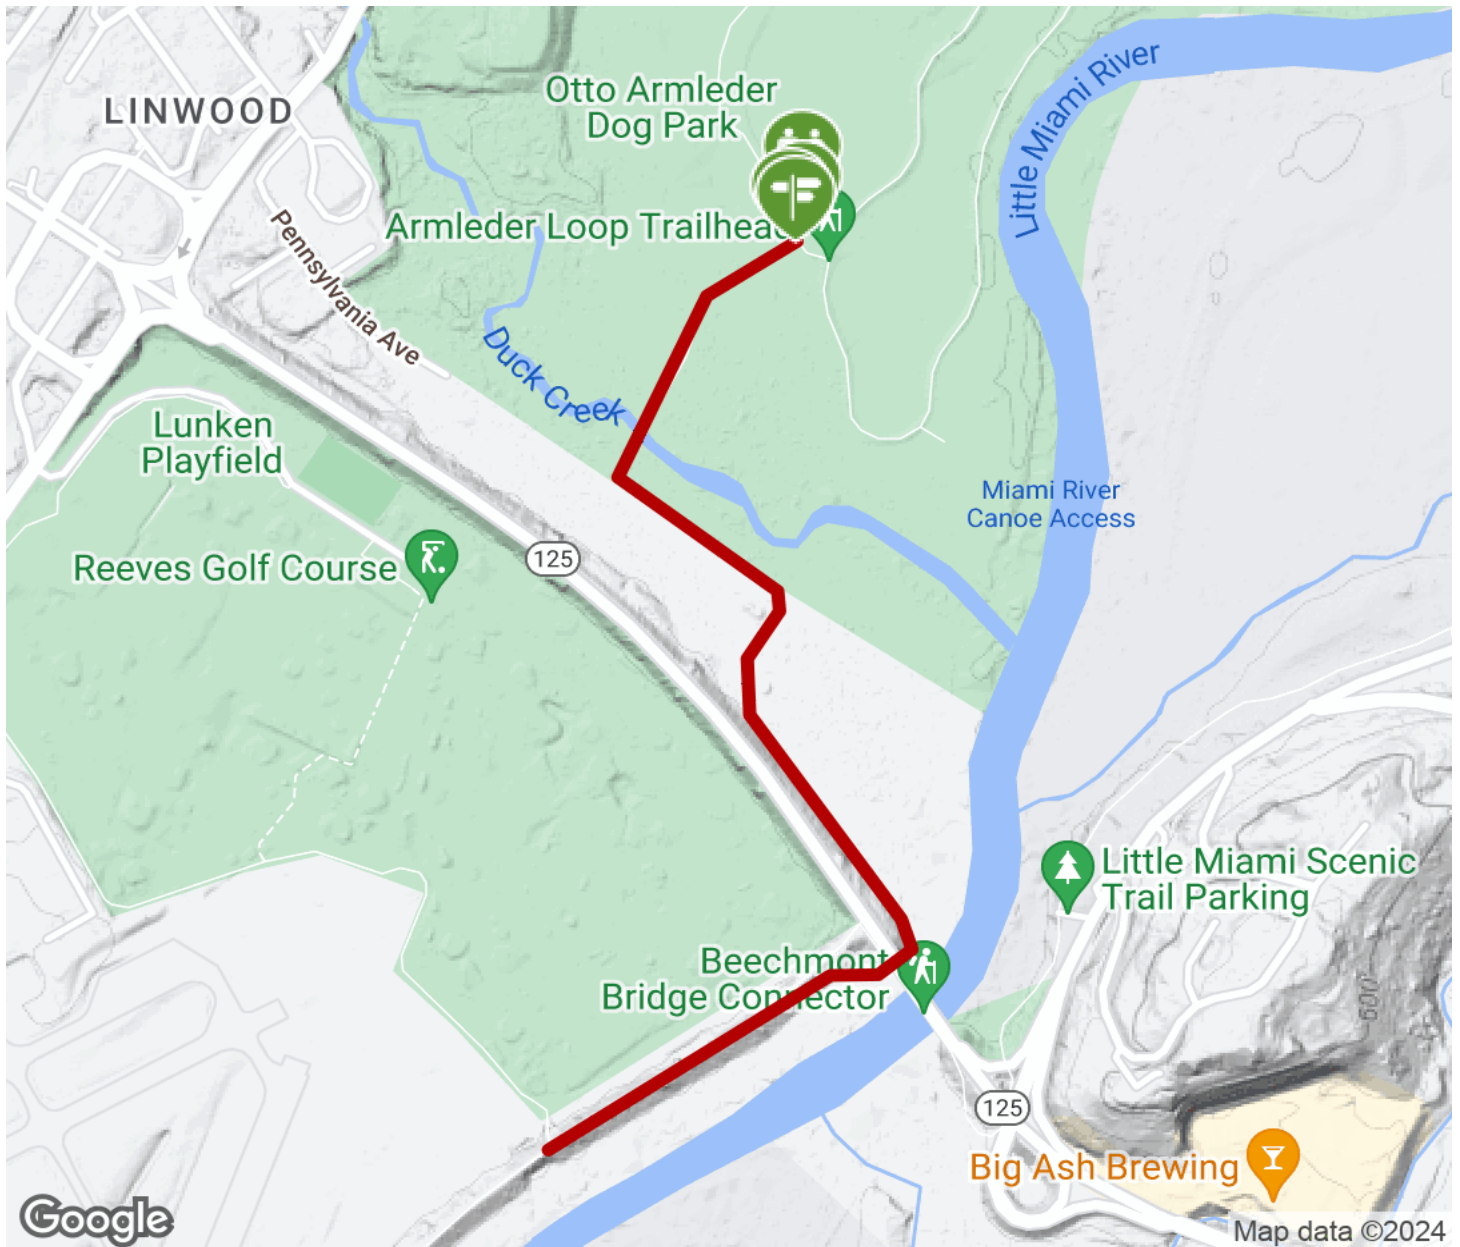 Otto Armleder
Dog Park
LINWOOD
Little Miami River
Armleder Loop Trailhead
Pennsylvania Ave
Duck Creek
Lunken
Playfield
Miami River
Canoe Access
125
Reeves Golf Course
Little Miami Scenic
Trail Parking
Beechmont
Bridge Connector
600
125
Big Ash Brewing
Google
Map data ©2024